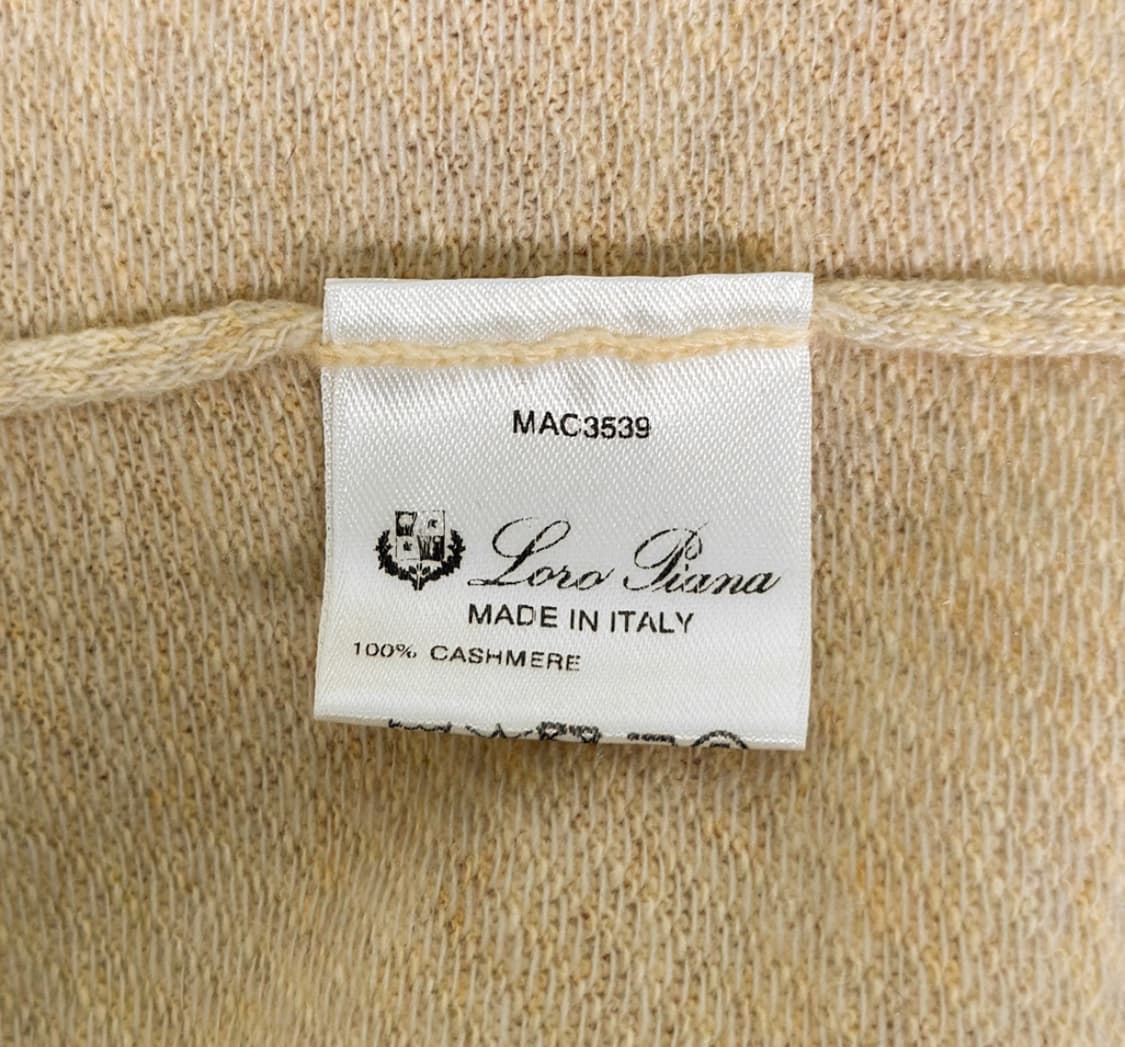 MAC3539
Loro Piana
MADE IN ITALY
100% CASHMERE